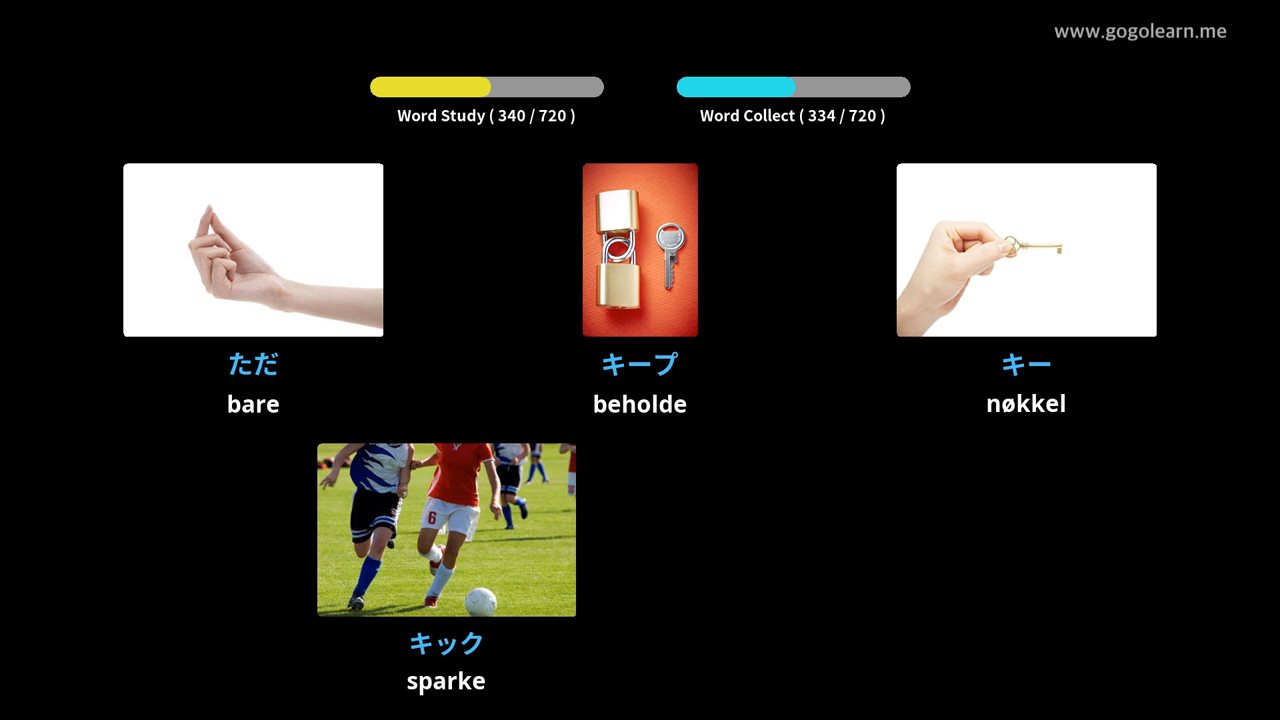 www.gogolearn.me
Word Study ( 340 / 720 )
Word Collect ( 334 / 720 )
ただ
bare
キープ
beholde
キー
nøkkel
6
キック
sparke